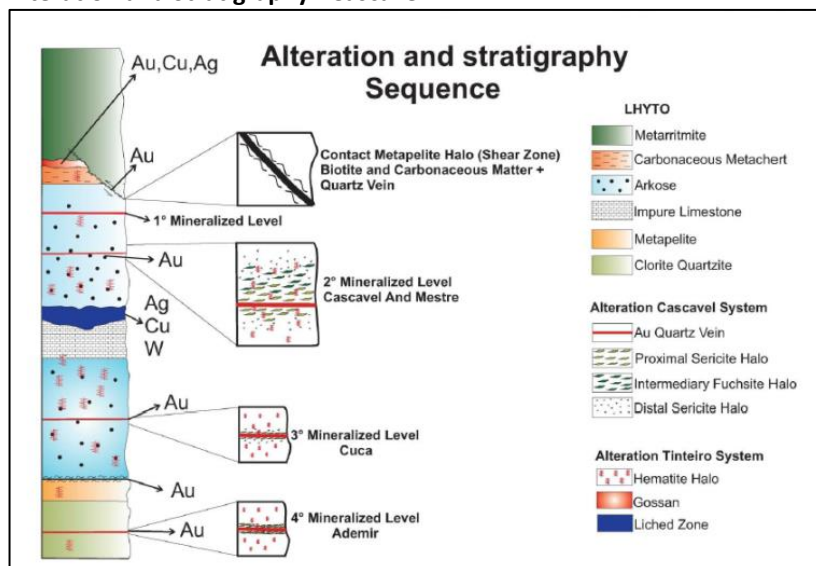 Alteration and stratigraphy
Sequence
Au,Cu,Ag
Au
Contact Metapelite Halo (Shear Zone)
Biotite and Carbonaceous Matter +
Quartz Vein
1° Mineralized Level
Au
2° Mineralized Level
Cascavel And Mestre
Ag
Cu
W
Au
3° Mineralized Level
Cuca
Au
4° Mineralized Level
Ademir
Au
LHYTO
Metarritmite
Carbonaceous Metachert
Arkose
Impure Limestone
Metapelite
Clorite Quartzite
Alteration Cascavel System
Au Quartz Vein
Proximal Sericite Halo
Intermediary Fuchsite Halo
Distal Sericite Halo
Alteration Tinteiro System
Hematite Halo
Gossan
Liched Zone